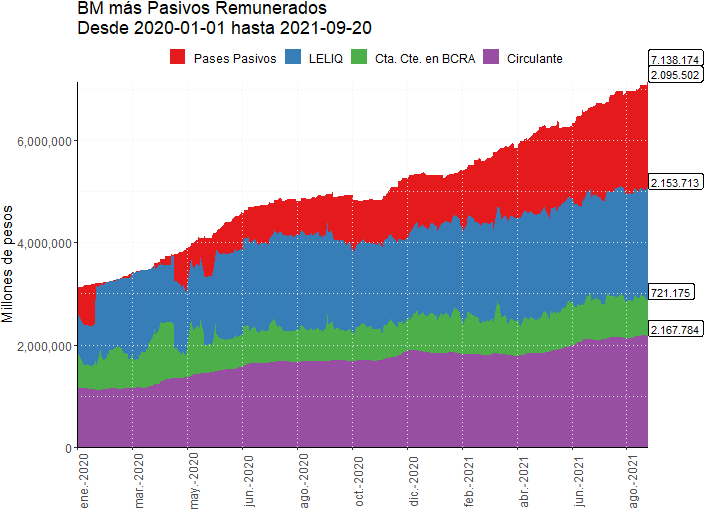 BM más Pasivos Remunerados
Desde 2020-01-01 hasta 2021-09-20
Pases Pasivos LELIQ Cta. Cte. en BCRA Circulante
7.138.174
2.095.502
2.153.713
721.175
2.167.784
Millones de pesos
6,000,000
4,000,000
2,000,000
0
ene.-2020
mar.-2020
may.-2020
jun.-2020
ago.-2020
oct.-2020
dic.-2020
feb.-2021
abr.-2021
jun.-2021
ago.-2021